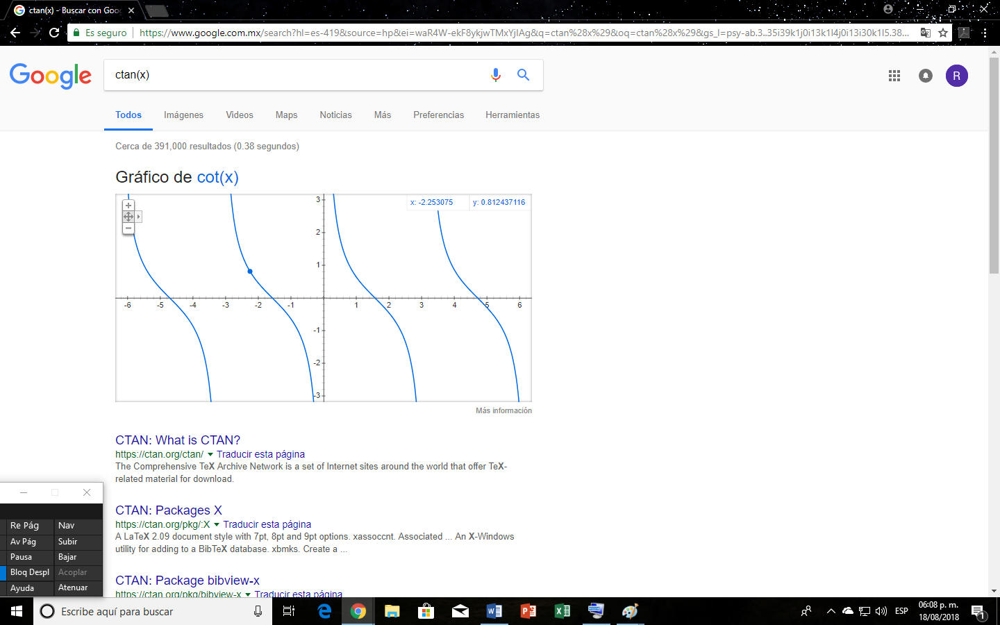 ctan(x) - Buscar con Goog
Es seguro
https://www.google.com.mx/search?hl=es-419&source=hp&ei=waR4W-ekF8ykjwTMxYjIAg&q=ctan%28x%29&oq=ctan%28x%29&gs_l=psy-ab.3..35i39k1j0i13k1l4j0i13i30k1l5.38...
Google
ctan(x)
R
Todos Imágenes Videos Maps Noticias Más Preferencias Herramientas
Cerca de 391,000 resultados (0.38 segundos)
Gráfico de cot(x)
x: -2.253075 y: 0.812437116
3
2
1
-6 -5 -4 -3 -2 -1 1 2 3 4 5 6
-1
-2
-3
Más información
CTAN: What is CTAN?
https://ctan.org/ctan/ Traducir esta página
The Comprehensive TeX Archive Network is a set of Internet sites around the world that offer TeX-
related material for download.
CTAN: Packages X
https://ctan.org/pkg/:X Traducir esta página
A LaTeX 2.09 document style with 7pt, 8pt and 9pt options. xassoccnt. Associated ... An X-Windows
utility for adding to a BibTeX database. xbmks. Create a ...
CTAN: Package bibview-x
https://ctan.org/pkg/bibview-x Traducir esta página
Re Pág Nav
Av Pág Subir
Pausa Bajar
Bloq Despl Acoplar
Ayuda Atenuar
Escribe aquí para buscar
ESP
06:08 p. m.
18/08/2018
1